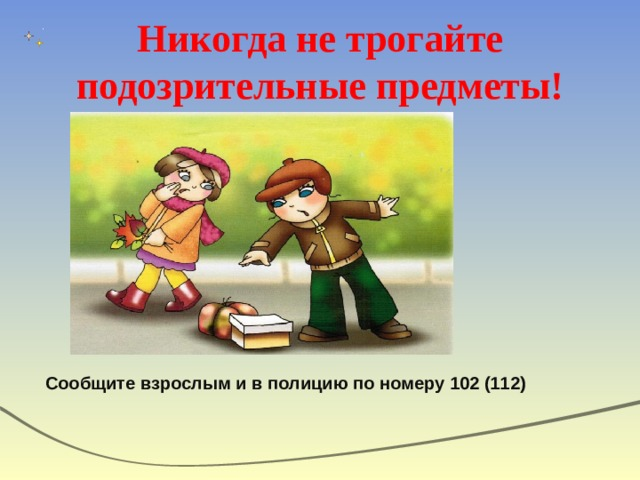 Никогда не трогайте
подозрительные предметы!
Сообщите взрослым и в полицию по номеру 102 (112)